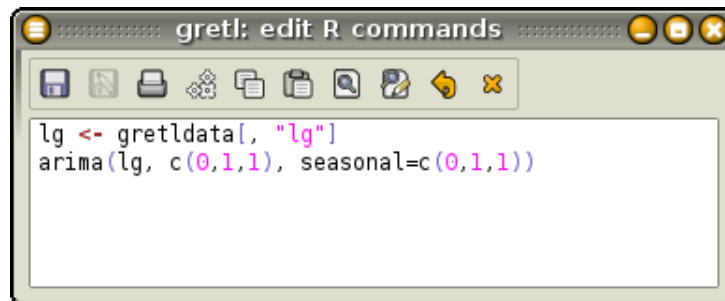 gretl: edit R commands
lg <- gretldata[, "lg"]
arima(lg, c(0,1,1), seasonal=c(0,1,1))